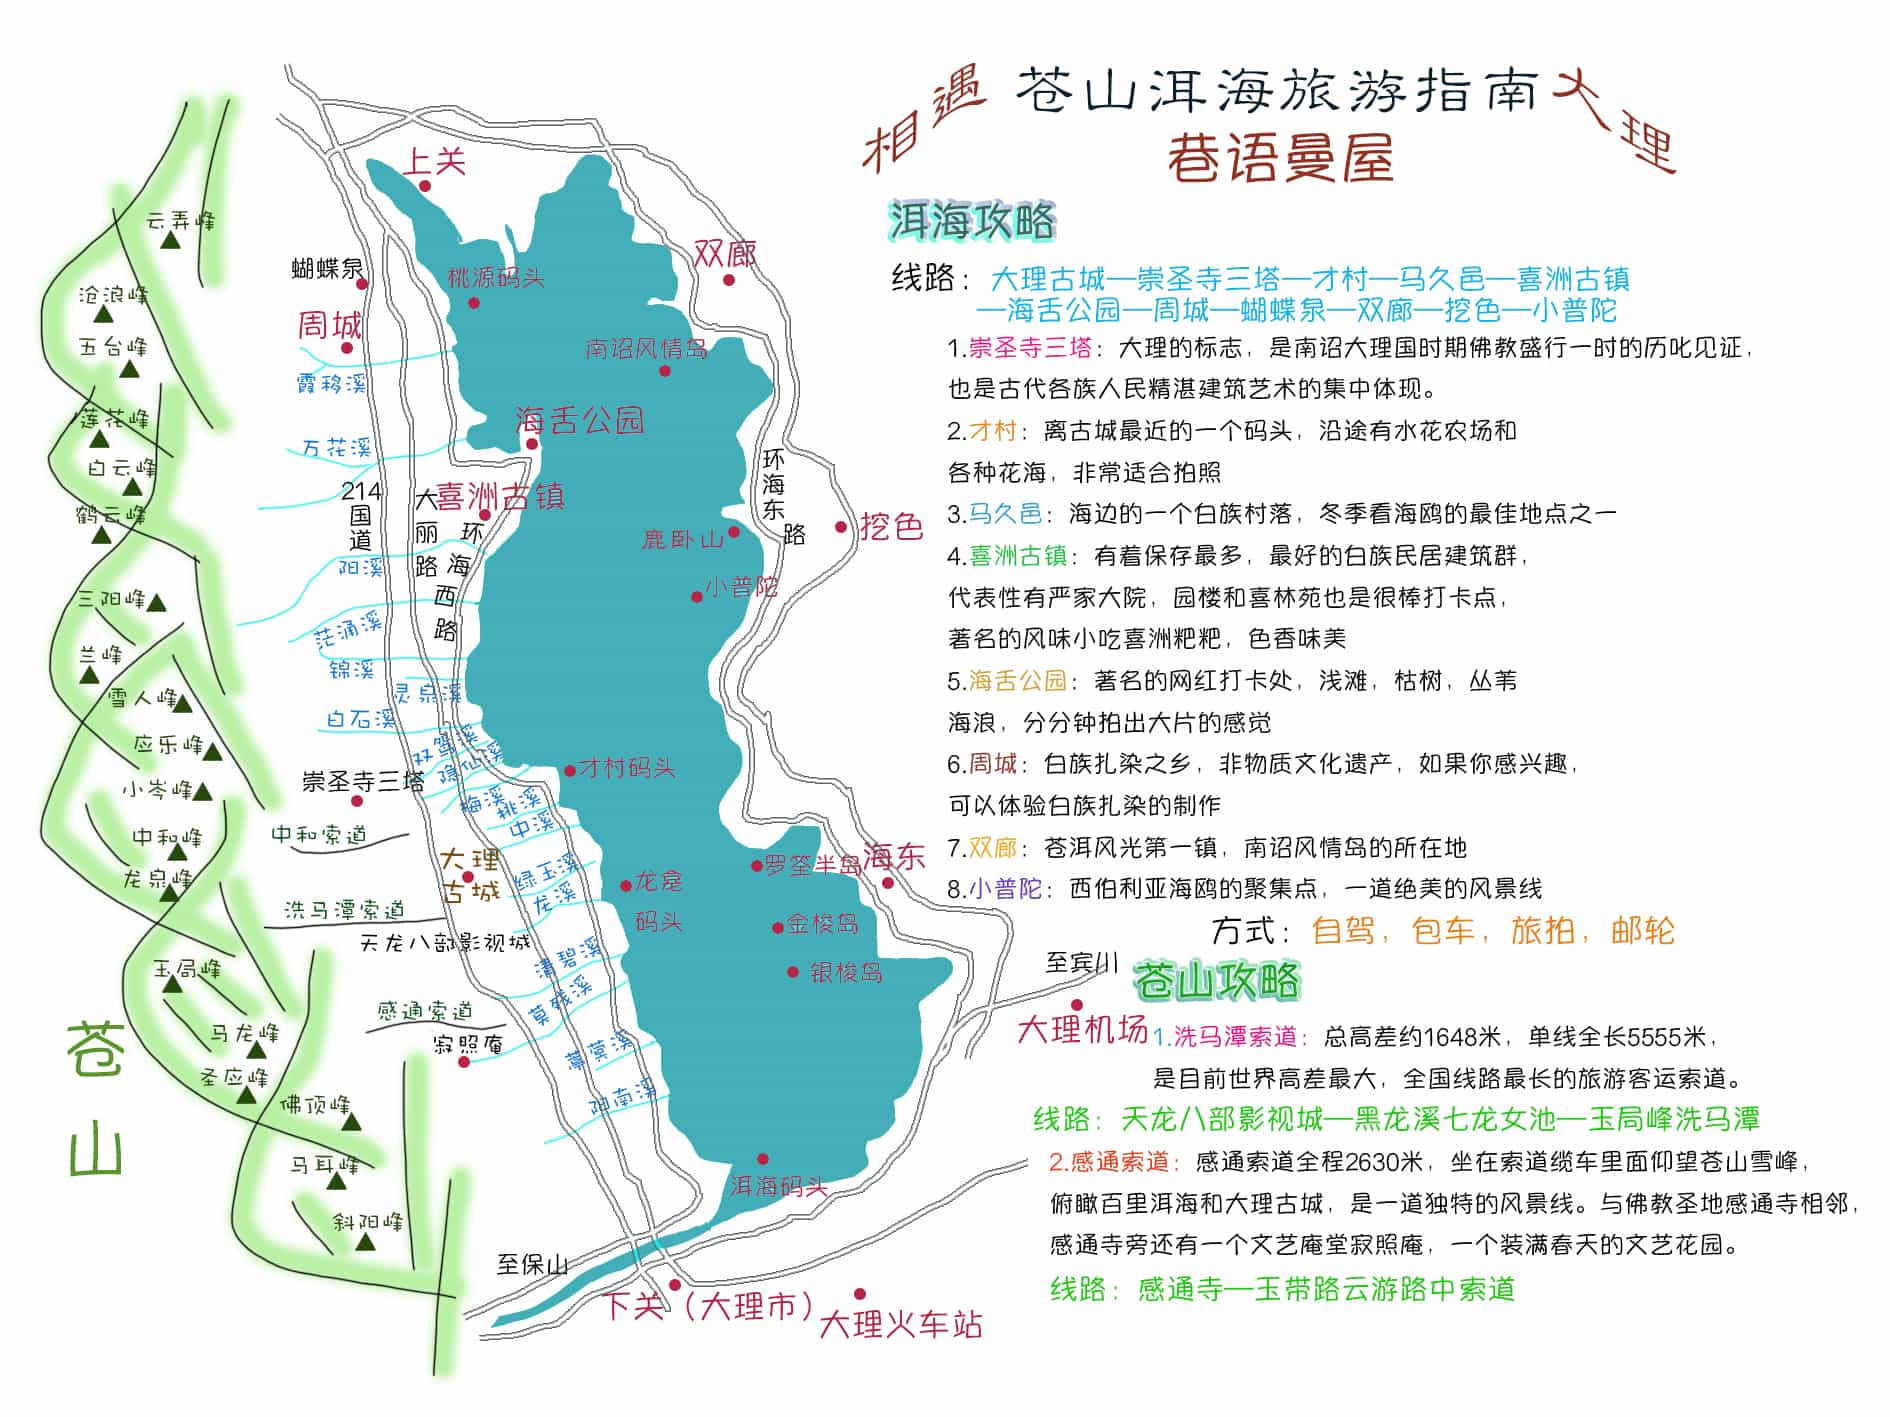 相遇
苍山洱海旅游指南
大理
巷语曼屋
洱海攻略
线路：大理古城—崇圣寺三塔—才村—马久邑—喜洲古镇
—海舌公园—周城—蝴蝶泉—双廊—挖色—小普陀
1.崇圣寺三塔：大理的标志，是南诏大理国时期佛教盛行一时的历叱见证，
也是古代各族人民精湛建筑艺术的集中体现。
2.才村：离古城最近的一个码头，沿途有水花农场和
各种花海，非常适合拍照
3.马久邑：海边的一个白族村落，冬季看海鸥的最佳地点之一
4.喜洲古镇：有着保存最多，最好的白族民居建筑群，
代表性有严家大院，园楼和喜林苑也是很棒打卡点，
著名的风味小吃喜洲粑粑，色香味美
5.海舌公园：著名的网红打卡处，浅滩，枯树，丛苇
海浪，分分钟拍出大片的感觉
6.周城：白族扎染之乡，非物质文化遗产，如果你感兴趣，
可以体验白族扎染的制作
7.双廊：苍洱风光第一镇，南诏风情岛的所在地
8.小普陀：西伯利亚海鸥的聚集点，一道绝美的风景线
方式：自驾，包车，旅拍，邮轮
苍山攻略
1.洗马潭索道：总高差约1648米，单线全长5555米，
是目前世界高差最大，全国线路最长的旅游客运索道。
线路：天龙八部影视城—黑龙溪七龙女池—玉局峰洗马潭
2.感通索道：感通索道全程2630米，坐在索道缆车里面仰望苍山雪峰，
俯瞰百里洱海和大理古城，是一道独特的风景线。与佛教圣地感通寺相邻，
感通寺旁还有一个文艺庵堂寂照庵，一个装满春天的文艺花园。
线路：感通寺—玉带路云游路中索道
上关
云弄峰
双廊
蝴蝶泉
桃源码头
沧浪峰
周城
五台峰
南诏风情岛
霞移溪
莲花峰
海舌公园
万花溪
白云峰
环海东路
214国道
大丽路
喜洲古镇
环海西路
鹤云峰
挖色
鹿卧山
阳溪
小普陀
三阳峰
茫涌溪
兰峰
锦溪
灵泉溪
雪人峰
白石溪
应乐峰
双鸳溪
隐仙溪
才村码头
崇圣寺三塔
小岑峰
梅溪
桃溪
中溪
中和峰
中和索道
大理
古城
罗筌半岛
海东
龙泉峰
绿玉溪
龙龛
码头
龙溪
洗马潭索道
金梭岛
天龙八部影视城
清碧溪
玉局峰
银梭岛
至宾川
莫残溪
感通索道
大理机场
马龙峰
寂照庵
葶蓂溪
苍山
圣应峰
佛顶峰
阳南溪
马耳峰
洱海码头
斜阳峰
至保山
下关（大理市）
大理火车站